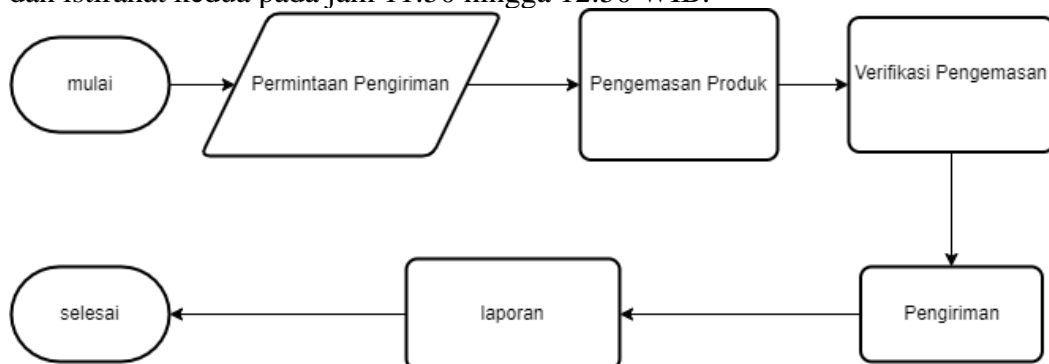 dan istirahat kedua pada jam 11.30 hingga 12.30 WIB.
mulai
Permintaan Pengiriman
Pengemasan Produk
Verifikasi Pengemasan
Pengiriman
laporan
selesai